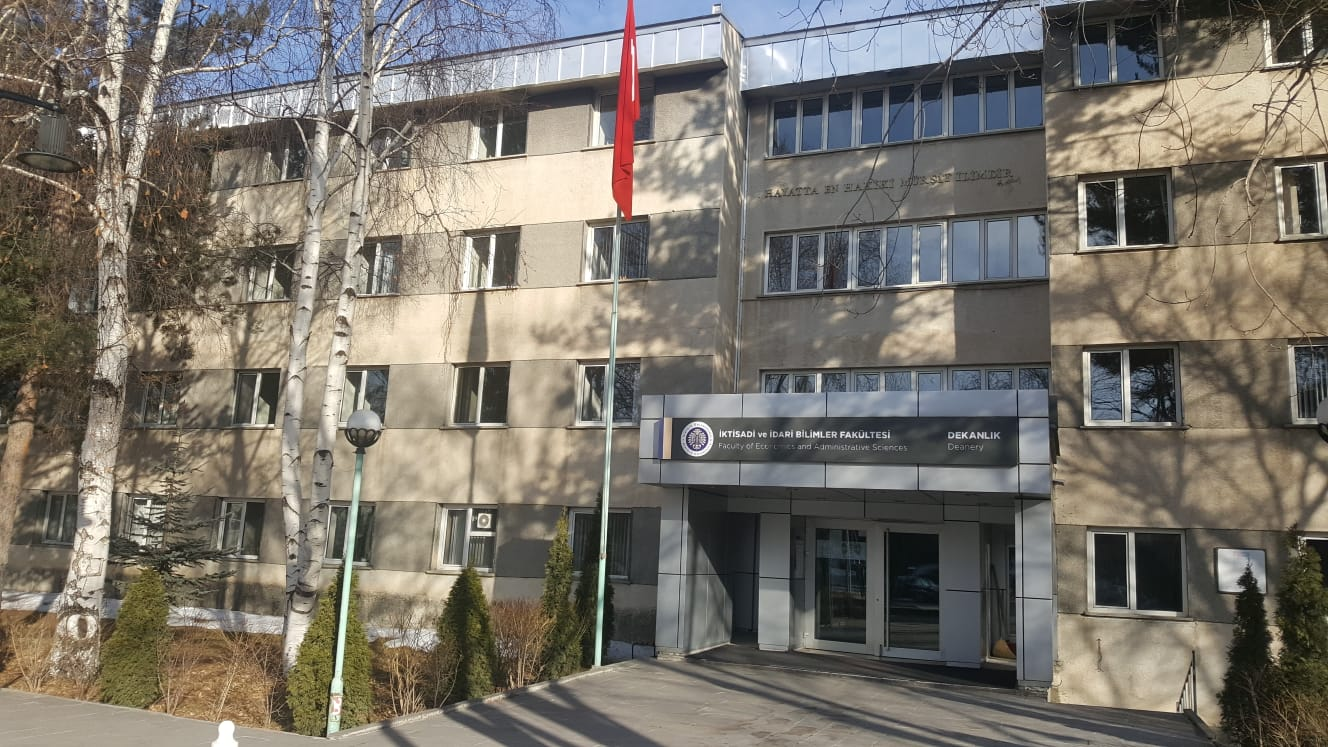 HAYATTA EN HAKİKİ MÜRŞİT İLİMDİR
İKTİSADİ ve İDARİ BİLİMLER FAKÜLTESİ
Faculty of Economics and Administrative Sciences
DEKANLIK
Deanery